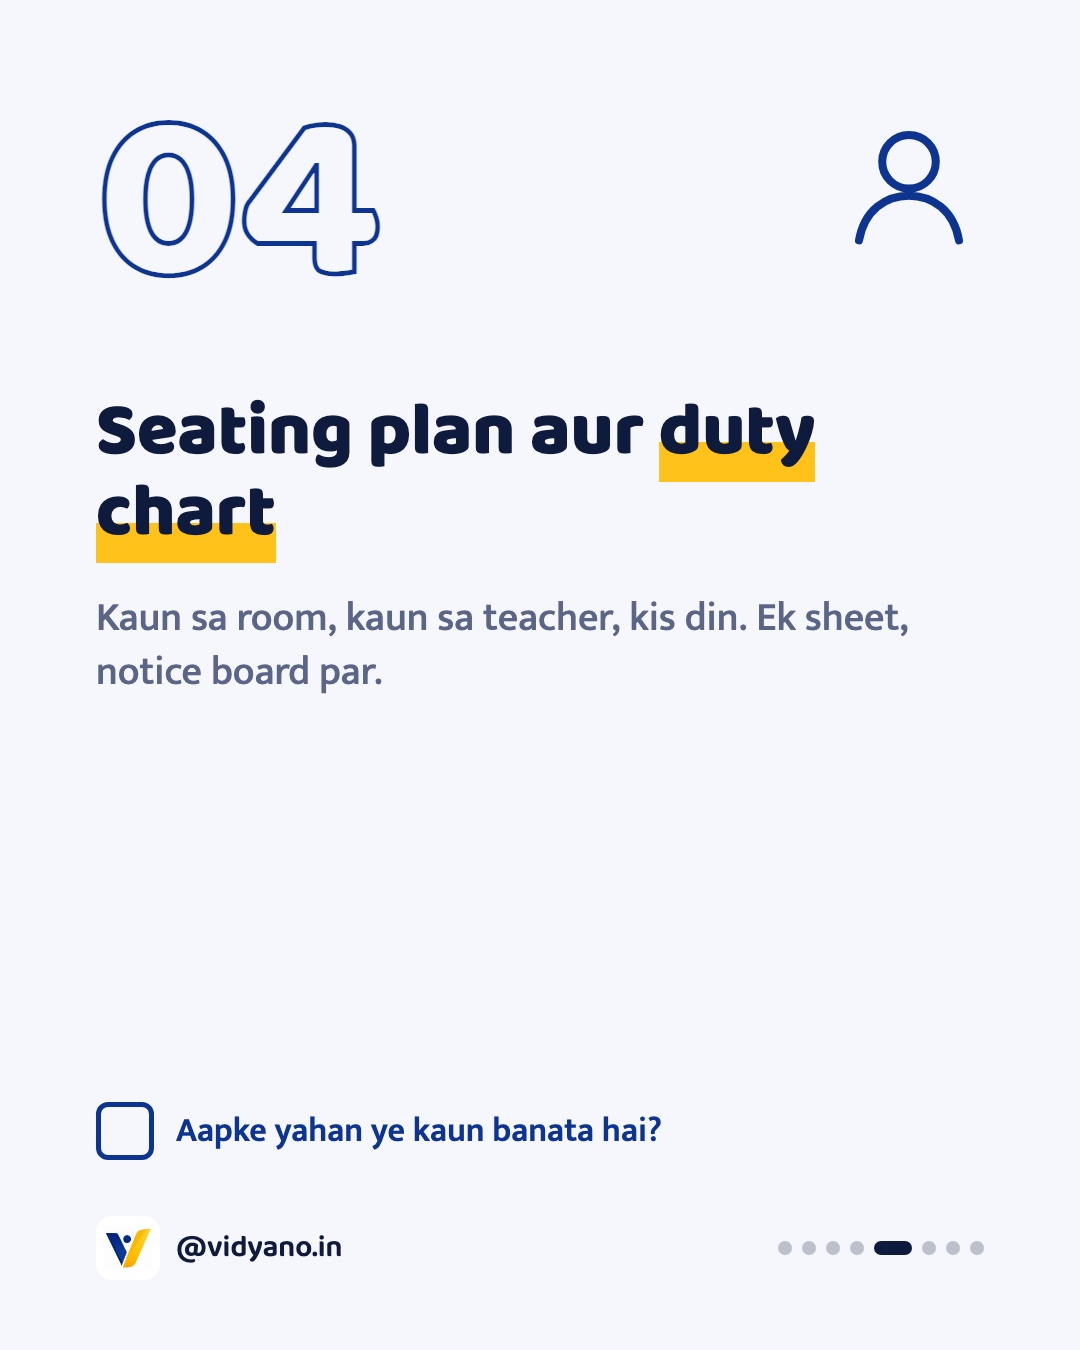 04
Seating plan aur duty
chart
Kaun sa room, kaun sa teacher, kis din. Ek sheet,
notice board par.
Aapke yahan ye kaun banata hai?
@vidyano.in